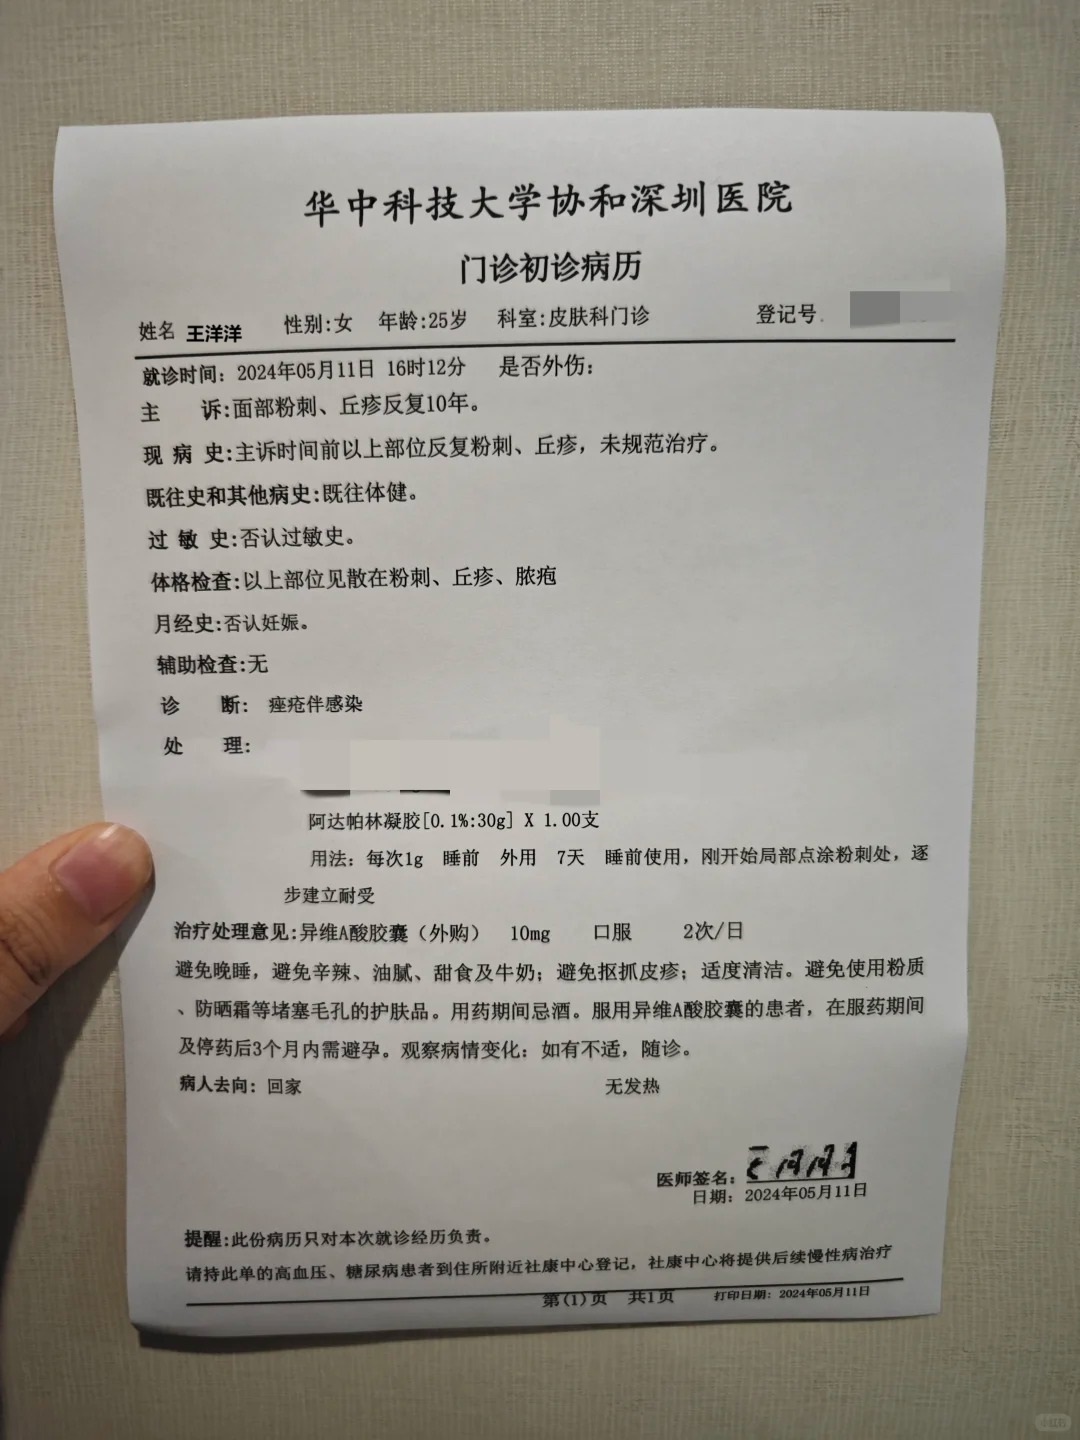 华中科技大学协和深圳医院
门诊初诊病历
姓名 王洋洋 性别:女 年龄:25岁 科室:皮肤科门诊 登记号
就诊时间: 2024年05月11日 16时12分 是否外伤:
主 诉:面部粉刺、丘疹反复10年。
现 病 史:主诉时间前以上部位反复粉刺、丘疹，未规范治疗。
既往史和其他病史:既往体健。
过 敏 史:否认过敏史。
体格检查:以上部位见散在粉刺、丘疹、脓疱
月经史:否认妊娠。
辅助检查:无
诊 断: 痤疮伴感染
处 理:
阿达帕林凝胶[0.1%:30g] X 1.00支
用法: 每次1g 睡前 外用 7天 睡前使用，刚开始局部点涂粉刺处，逐
步建立耐受
治疗处理意见:异维A酸胶囊（外购） 10mg 口服 2次/日
避免晚睡，避免辛辣、油腻、甜食及牛奶；避免抠抓皮疹；适度清洁。避免使用粉质
、防晒霜等堵塞毛孔的护肤品。用药期间忌酒。服用异维A酸胶囊的患者，在服药期间
及停药后3个月内需避孕。观察病情变化: 如有不适，随诊。
病人去向: 回家 无发热
医师签名:
日期: 2024年05月11日
提醒:此份病历只对本次就诊经历负责。
请持此单的高血压、糖尿病患者到住所附近社康中心登记，社康中心将提供后续慢性病治疗
第(1)页 共1页 打印日期: 2024年05月11日
小红书